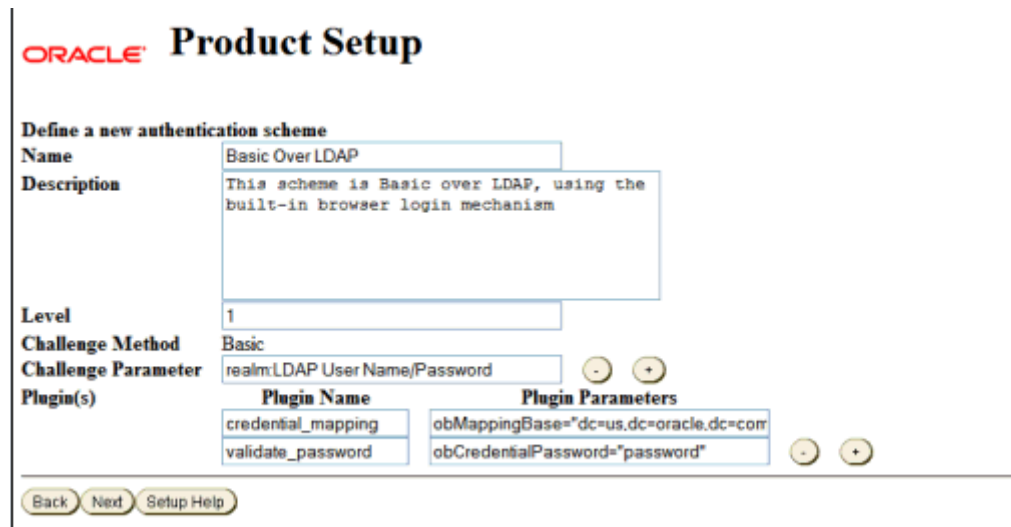 ORACLE Product Setup
Define a new authentication scheme
Name Basic Over LDAP
Description This scheme is Basic over LDAP, using the
built-in browser login mechanism
Level 1
Challenge Method Basic
Challenge Parameter realm:LDAP User Name/Password - +
Plugin(s) Plugin Name Plugin Parameters
credential_mapping obMappingBase="dc=us,dc=oracle,dc=com
validate_password obCredentialPassword="password" - +
Back Next Setup Help